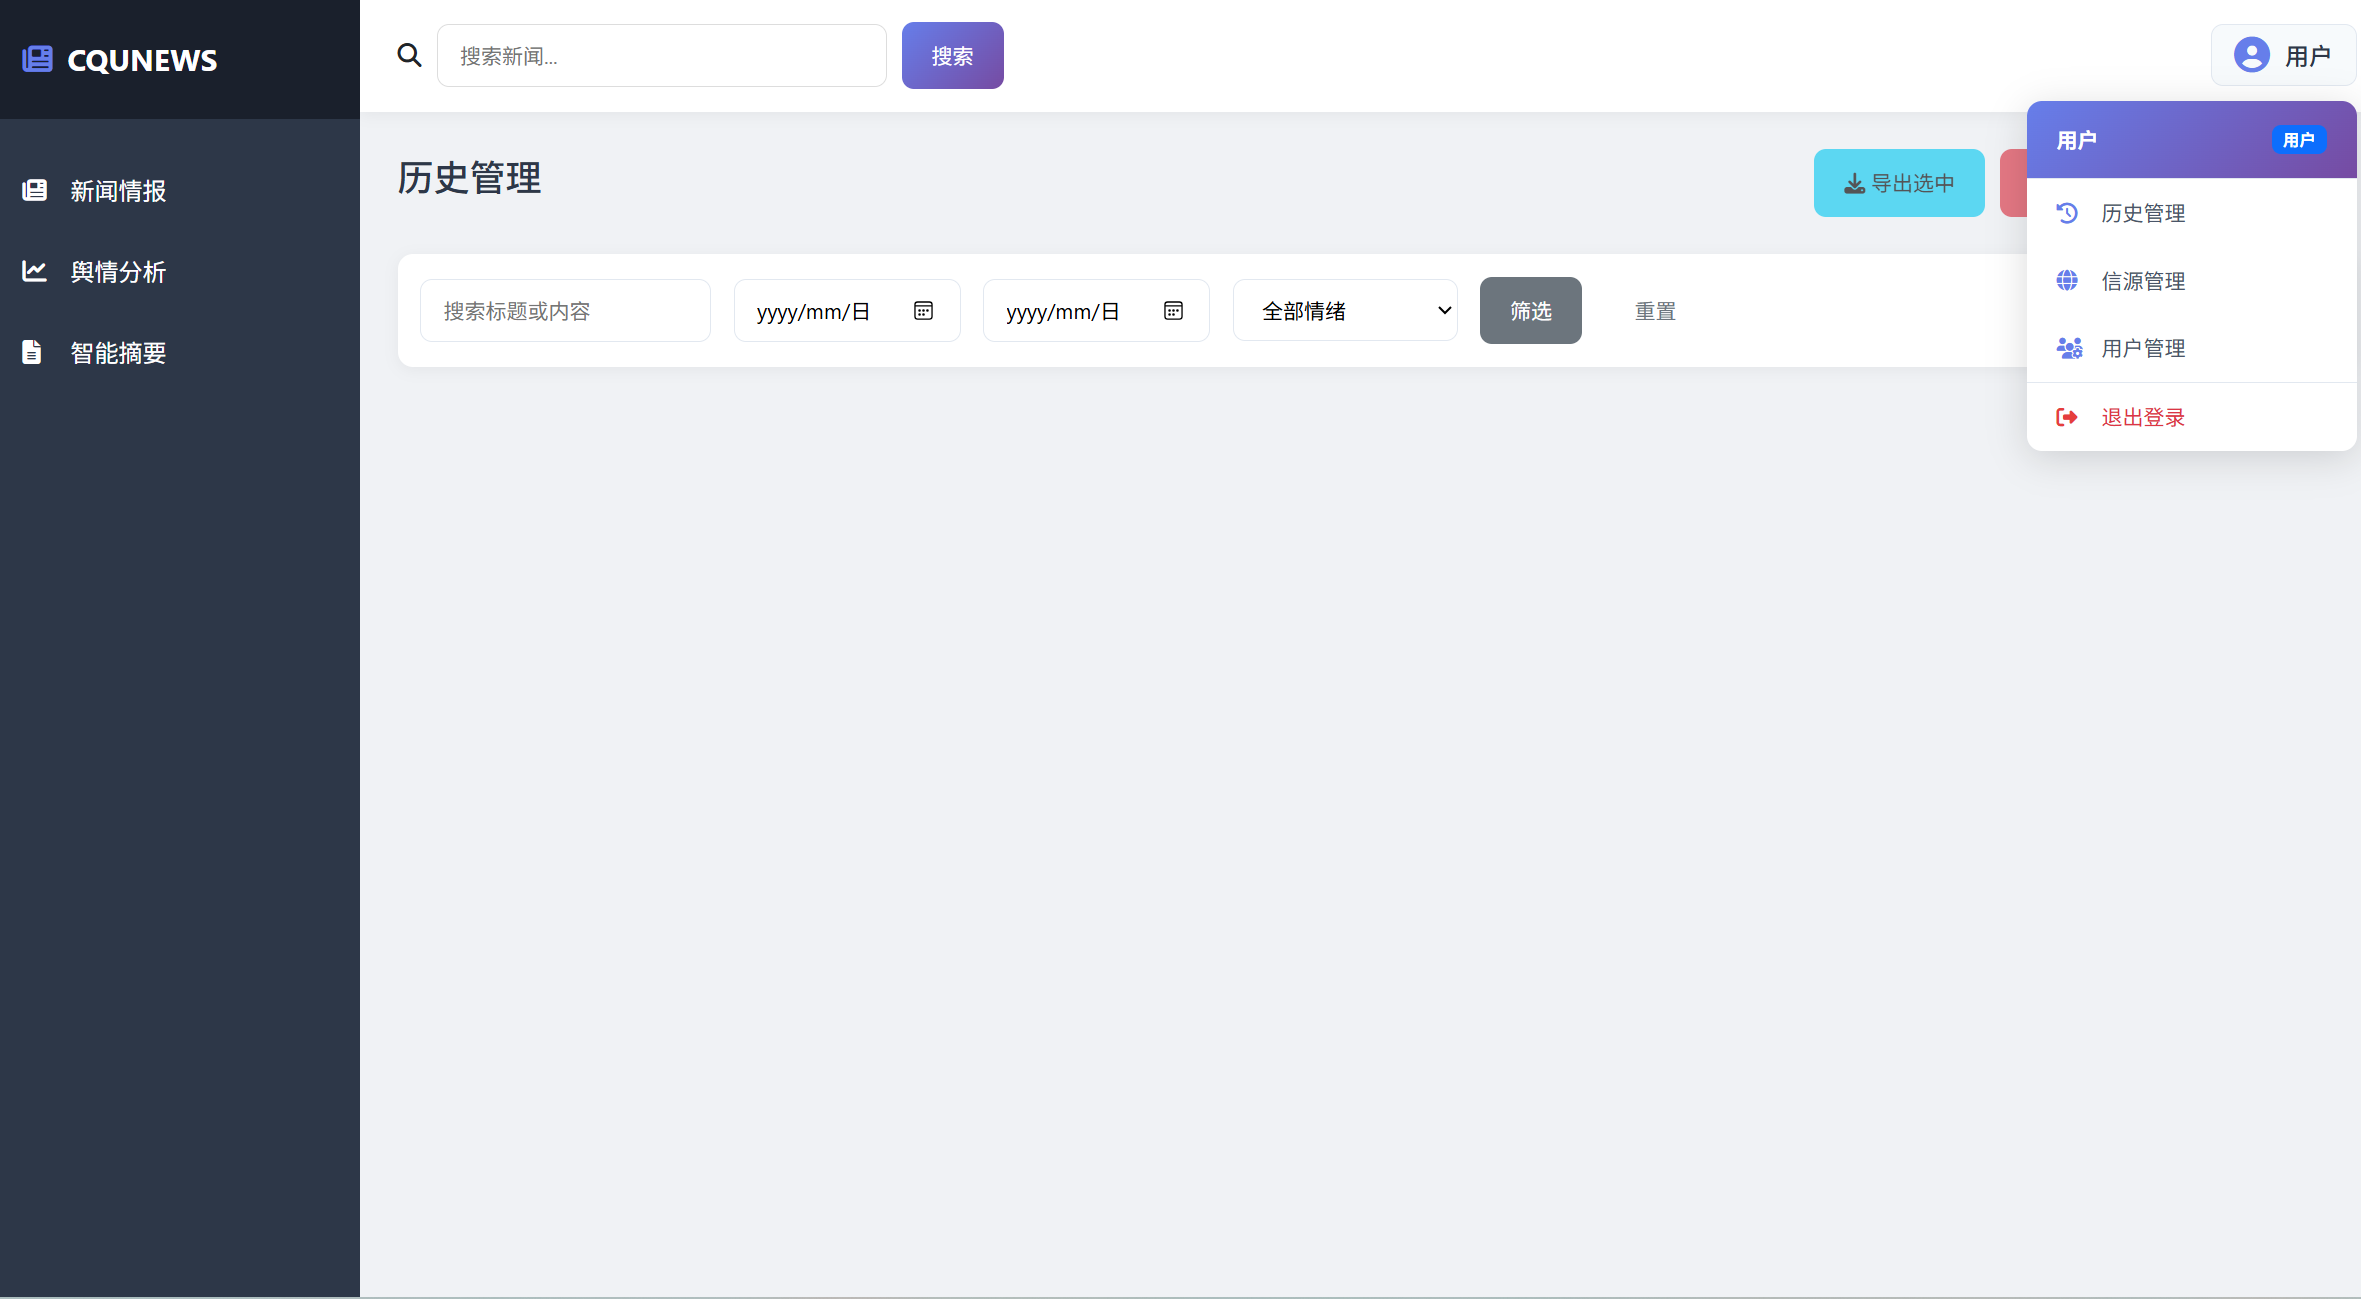 CQUNEWS
新闻情报
舆情分析
智能摘要
搜索新闻...
搜索
用户
历史管理
导出选中
搜索标题或内容
yyyy/mm/日
yyyy/mm/日
全部情绪
筛选
重置
用户
用户
历史管理
信源管理
用户管理
退出登录